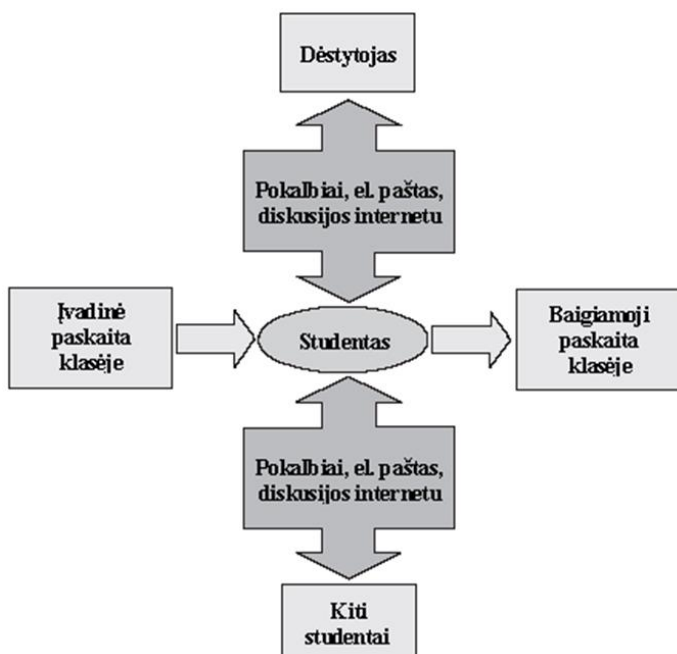 Dėstytojas
Pokalbiai, el. paštas,
diskusijos internetu
Įvadinė
paskaita
klasėje
Studentas
Baigiamoji
paskaita
klasėje
Pokalbiai, el. paštas,
diskusijos internetu
Kiti
studentai